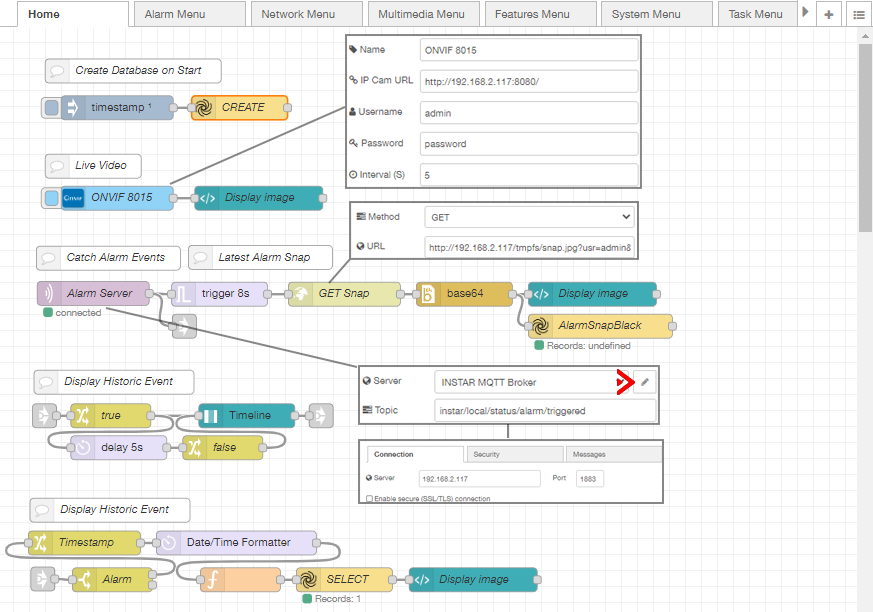 Home
Alarm Menu
Network Menu
Multimedia Menu
Features Menu
System Menu
Task Menu
Create Database on Start
timestamp ¹
CREATE
Name
ONVIF 8015
IP Cam URL
http://192.168.2.117:8080/
Username
admin
Password
password
Interval (S)
5
Live Video
Onvif
ONVIF 8015
</>
Display image
Method
GET
URL
http://192.168.2.117/tmpfs/snap.jpg?usr=admin&
Catch Alarm Events
Latest Alarm Snap
Alarm Server
connected
trigger 8s
GET Snap
base64
</>
Display image
AlarmSnapBlack
Records: undefined
Display Historic Event
true
Timeline
delay 5s
false
Server
INSTAR MQTT Broker
Topic
instar/local/status/alarm/triggered
Connection
Security
Messages
Server
192.168.2.117
Port
1883
Enable secure (SSL/TLS) connection
Display Historic Event
Timestamp
Date/Time Formatter
Alarm
f
SELECT
Records: 1
</>
Display image